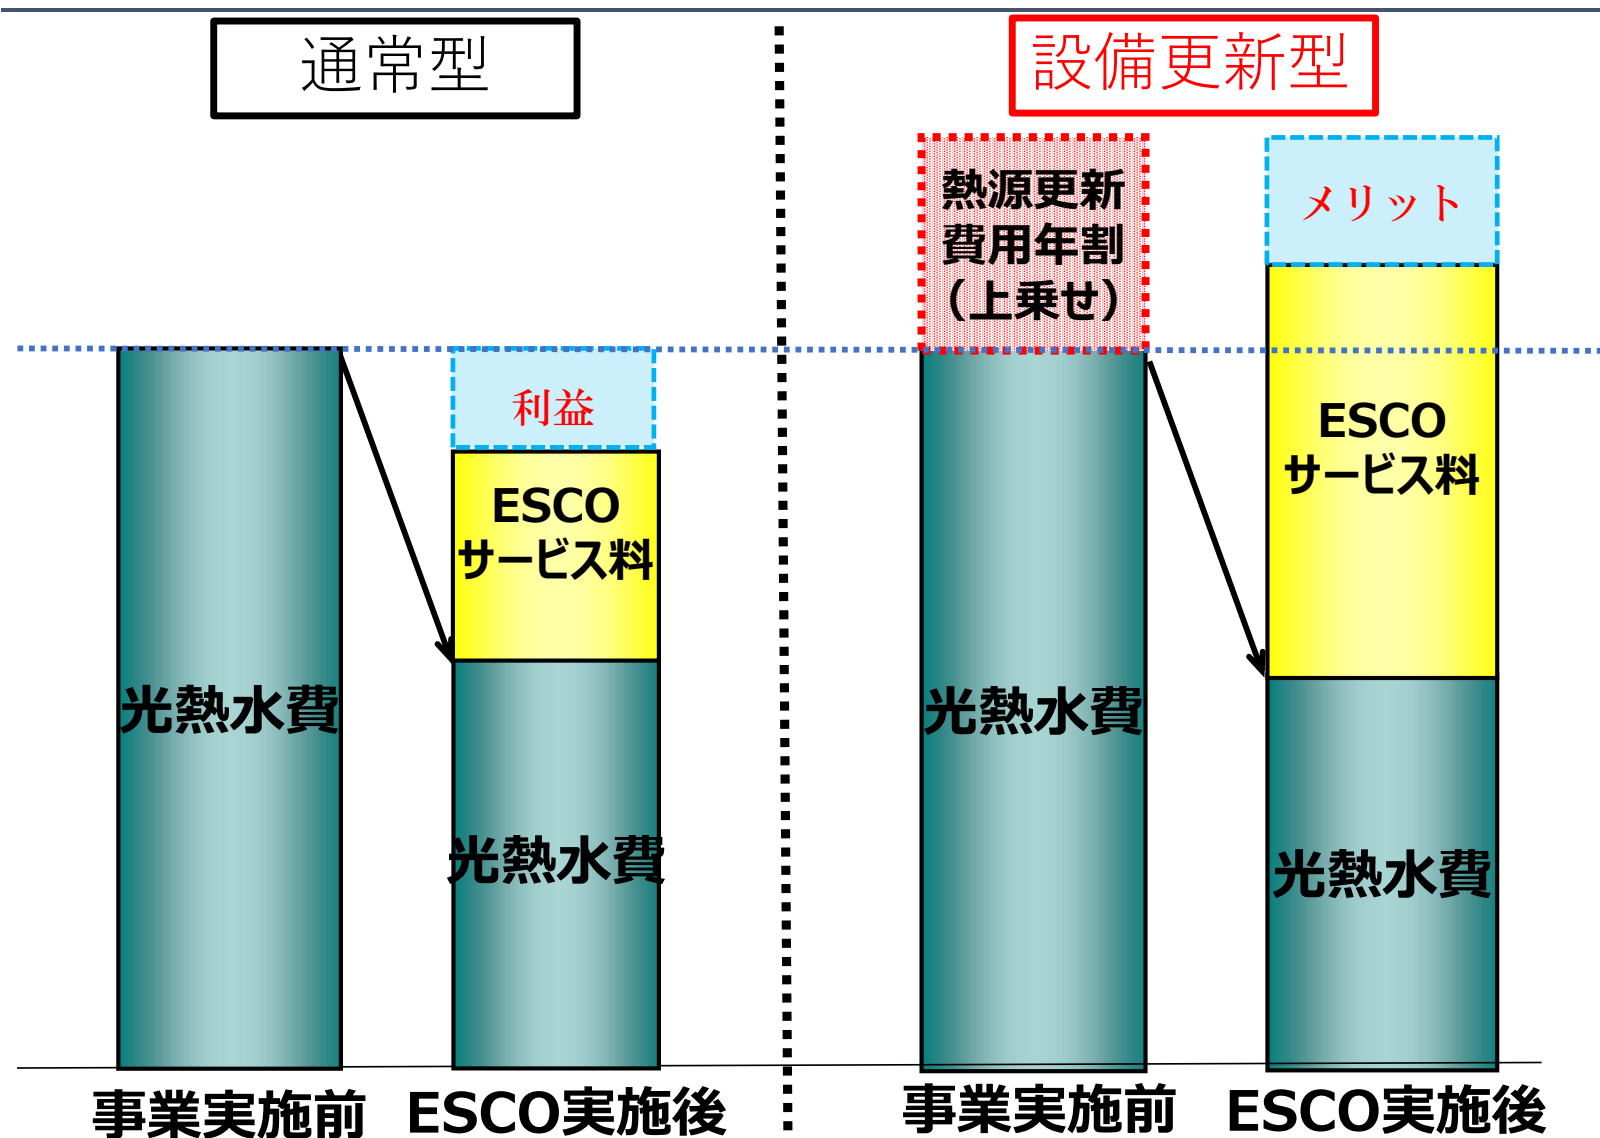 通常型
設備更新型
熱源更新
費用年割
（上乗せ）
メリット
利益
ESCO
サービス料
ESCO
サービス料
光熱水費
光熱水費
光熱水費
光熱水費
事業実施前
ESCO実施後
事業実施前
ESCO実施後